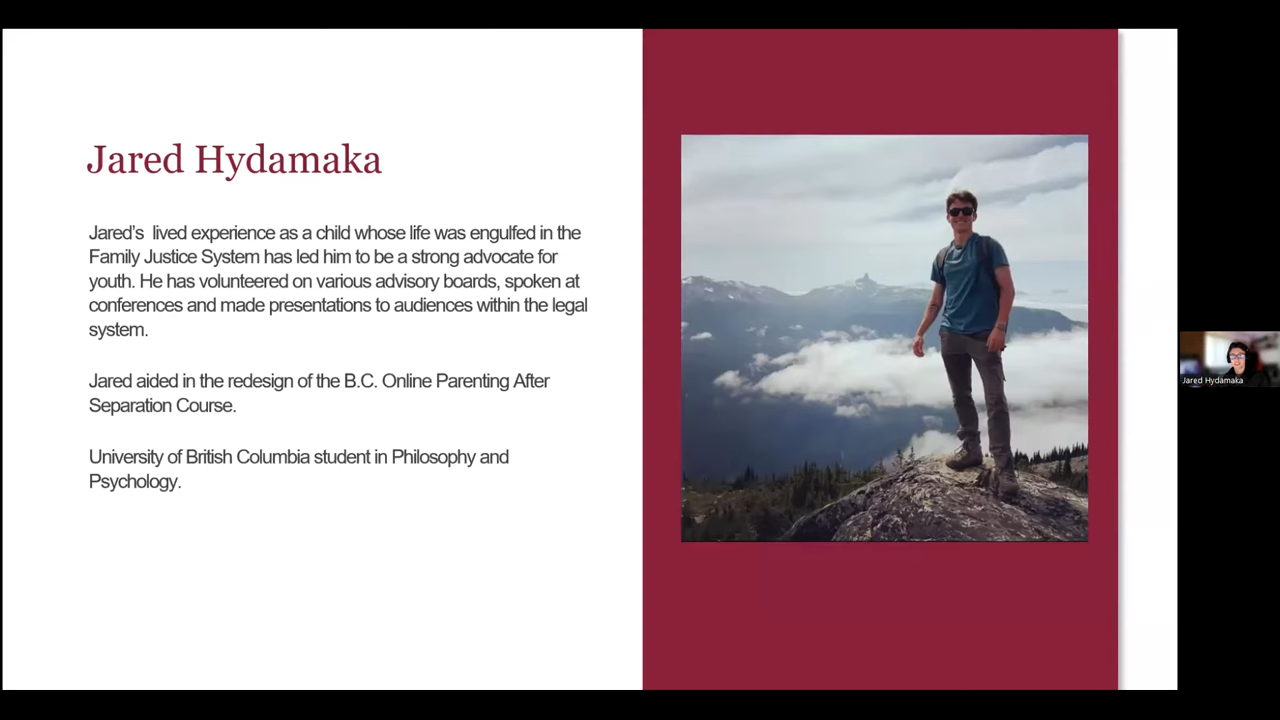 Jared Hydamaka
Jared's lived experience as a child whose life was engulfed in the
Family Justice System has led him to be a strong advocate for
youth. He has volunteered on various advisory boards, spoken at
conferences and made presentations to audiences within the legal
system.
Jared aided in the redesign of the B.C. Online Parenting After
Separation Course.
University of British Columbia student in Philosophy and
Psychology.
Jared Hydamaka